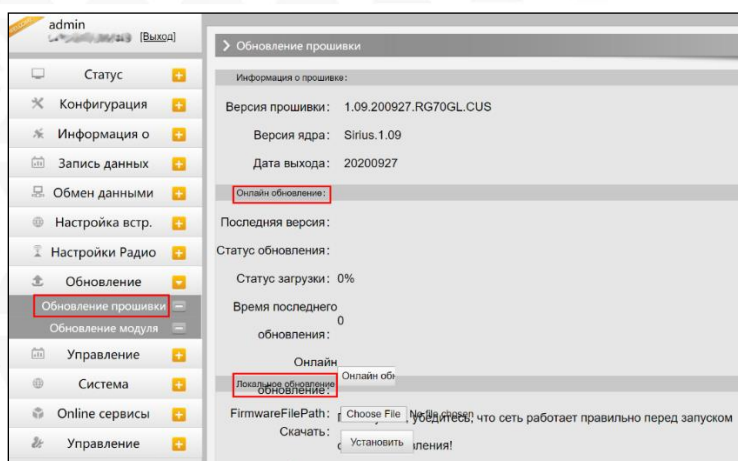 admin
[Выход]
Статус
Конфигурация
Информация о
Запись данных
Обмен данными
Настройка встр.
Настройки Радио
Обновление
Обновление прошивки
Обновление модуля
Управление
Система
Online сервисы
Управление
Обновление прошивки
Информация о прошивке:
Версия прошивки: 1.09.200927.RG70GL.CUS
Версия ядра: Sirius.1.09
Дата выхода: 20200927
Онлайн обновление:
Последняя версия:
Статус обновления:
Статус загрузки: 0%
Время последнего
0
обновления:
Онлайн
Онлайн об
Локальное обновление
обновление:
FirmwareFilePath: Choose File No file chosen убедитесь, что сеть работает правильно перед запуском
Скачать: Установить ления!